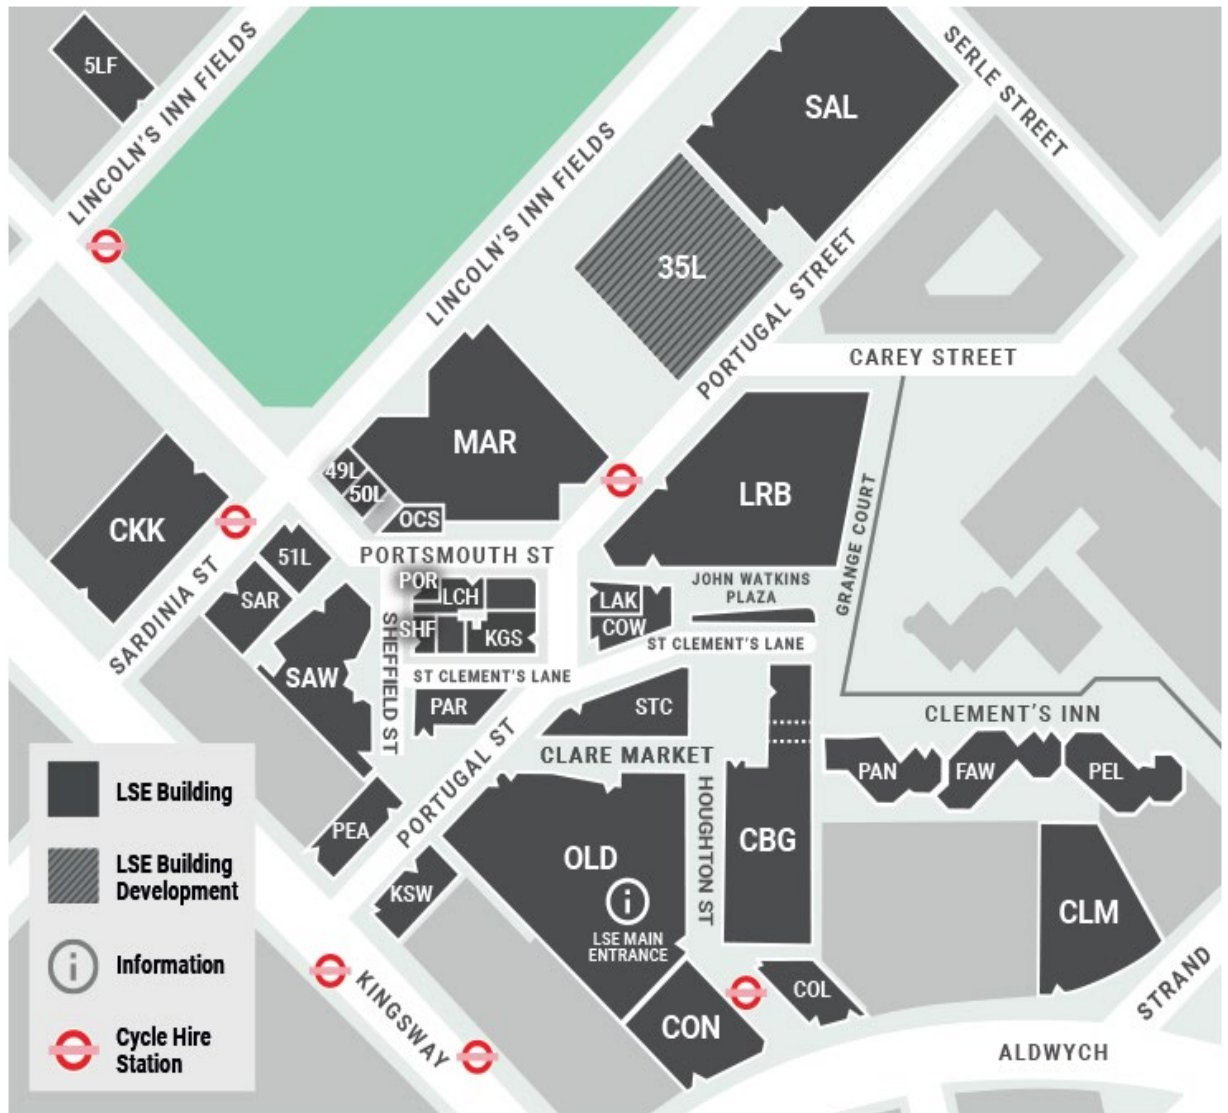 5LF
LINCOLN'S INN FIELDS
SAL
SERLE STREET
LINCOLN'S INN FIELDS
35L
PORTUGAL STREET
CAREY STREET
MAR
49L
50L
OCS
LRB
GRANGE COURT
CKK
51L
SAR
SARDINIA ST
PORTSMOUTH ST
POR
LCH
SHF
KGS
SHEFFIELD ST
LAK
COW
JOHN WATKINS
PLAZA
ST CLEMENT'S LANE
ST CLEMENT'S LANE
SAW
PAR
STC
CLEMENT'S INN
CLARE MARKET
PORTUGAL ST
PAN
FAW
PEL
HOUGHTON ST
PEA
KSW
OLD
LSE MAIN
ENTRANCE
CBG
CLM
COL
CON
KINGSWAY
STRAND
ALDWYCH
LSE Building
LSE Building
Development
Information
Cycle Hire
Station